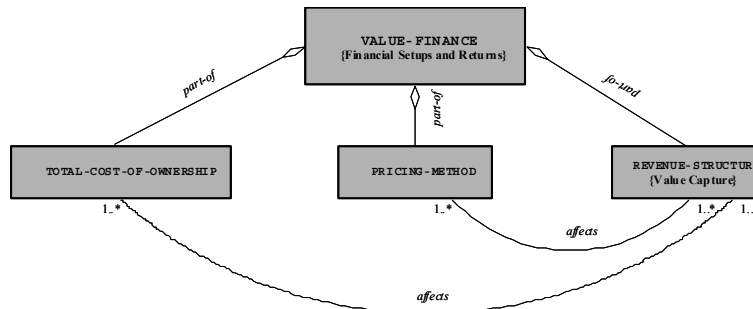 VALUE-FINANCE
{Financial Setups and Returns}
part-of
part-of
part-of
TOTAL-COST-OF-OWNERSHIP
PRICING-METHOD
REVENUE-STRUCTUR
{Value Capture}
1..*
1..*
1..*
1..
affects
affects